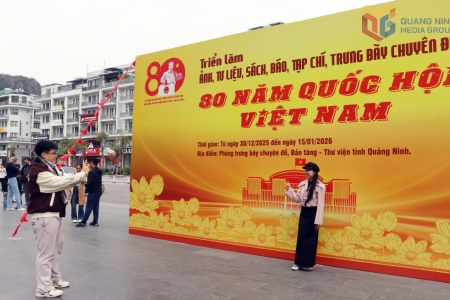 QUANG NIN
MEDIA GROU
80
Triển lãm
ẢNH, TƯ LIỆU, SÁCH, BÁO, TẠP CHÍ, TRƯNG BÀY CHUYÊN Đ
80 NĂM QUỐC HỘI
VIỆT NAM
Thời gian: Từ ngày 30/12/2025 đến ngày 15/01/2026
Địa điểm: Phòng trưng bày chuyên đề, Bảo tàng - Thư viện tỉnh Quảng Ninh.